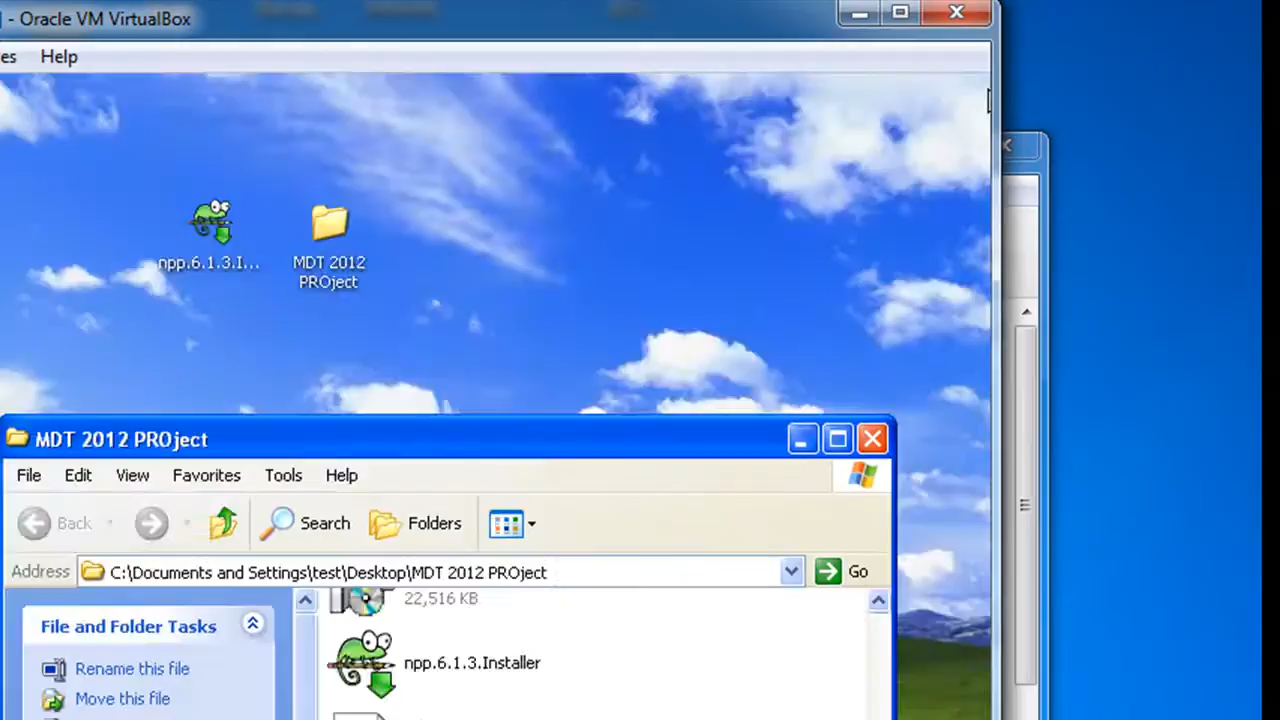 - Oracle VM VirtualBox
es Help
npp.6.1.3.I...
MDT 2012
PROject
MDT 2012 PROject
File Edit View Favorites Tools Help
Back Search Folders
Address C:\Documents and Settings\test\Desktop\MDT 2012 PROject Go
22,516 KB
File and Folder Tasks
npp.6.1.3.Installer
Rename this file
Move this file